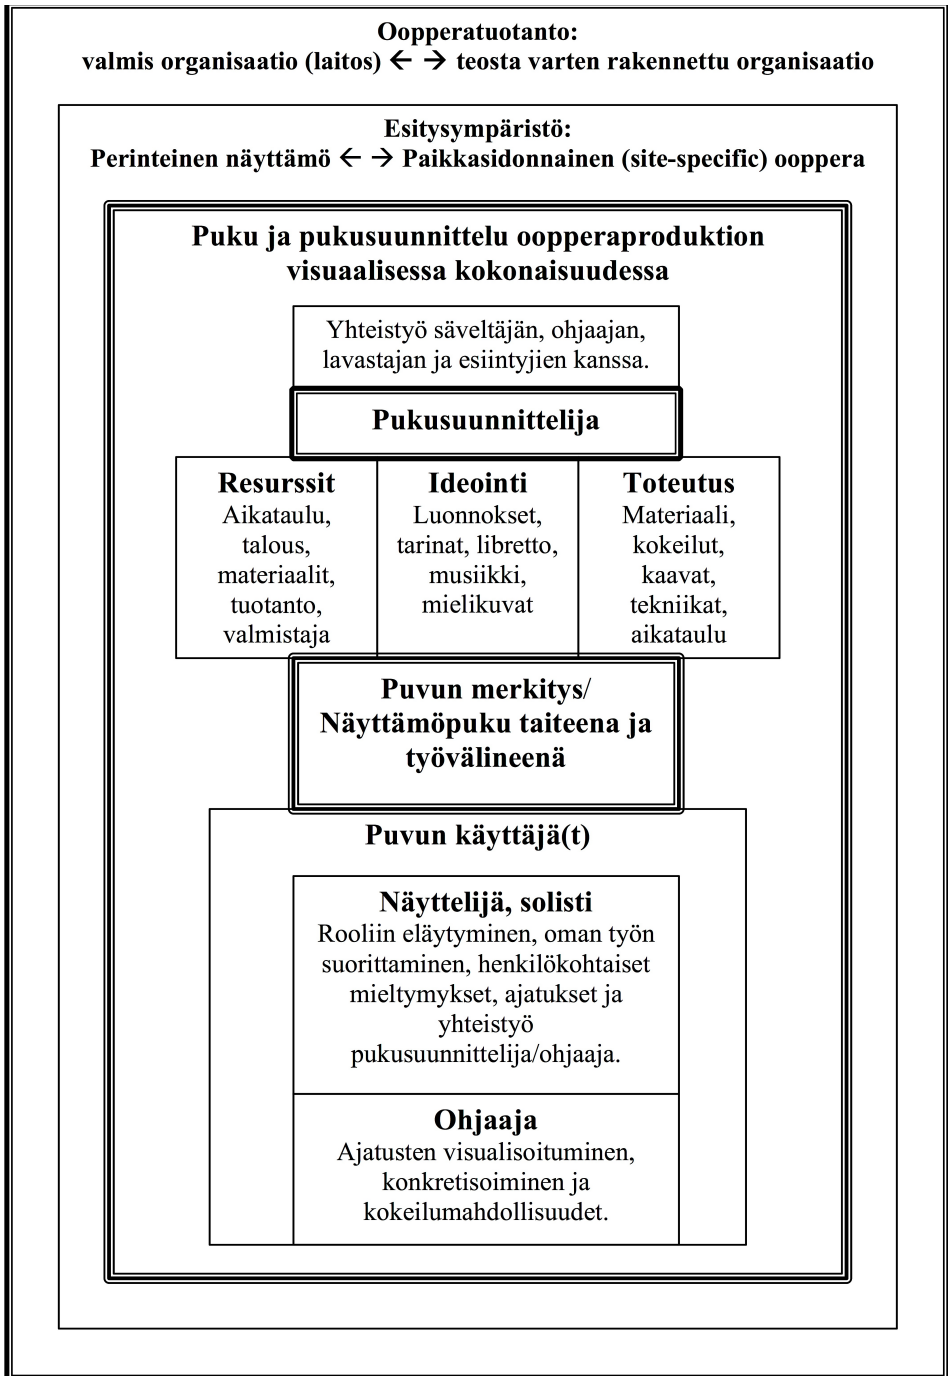 Oopperatuotanto:
valmis organisaatio (laitos) ← → teosta varten rakennettu organisaatio
Esitysympäristö:
Perinteinen näyttämö ← → Paikkasidonnainen (site-specific) ooppera
Puku ja pukusuunnittelu oopperaproduktion
visuaalisessa kokonaisuudessa
Yhteistyö säveltäjän, ohjaajan,
lavastajan ja esiintyjien kanssa.
Pukusuunnittelija
Resurssit
Aikataulu,
talous,
materiaalit,
tuotanto,
valmistaja
Ideointi
Luonnokset,
tarinat, libretto,
musiikki,
mielikuvat
Toteutus
Materiaali,
kokeilut,
kaavat,
tekniikat,
aikataulu
Puvun merkitys/
Näyttämöpuku taiteena ja
työvälineenä
Puvun käyttäjä(t)
Näyttelijä, solisti
Rooliin eläytyminen, oman työn
suorittaminen, henkilökohtaiset
mieltymykset, ajatukset ja
yhteistyö
pukusuunnittelija/ohjaaja.
Ohjaaja
Ajatusten visualisoituminen,
konkretisoiminen ja
kokeilumahdollisuudet.